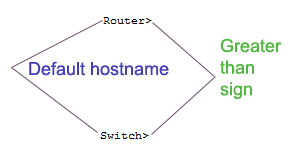 Router>
Default hostname
Greater
than
sign
Switch>